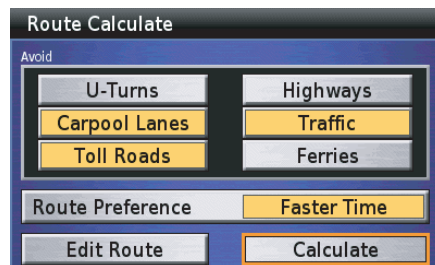 Route Calculate
Avoid
U-Turns Highways
Carpool Lanes Traffic
Toll Roads Ferries
Route Preference Faster Time
Edit Route Calculate